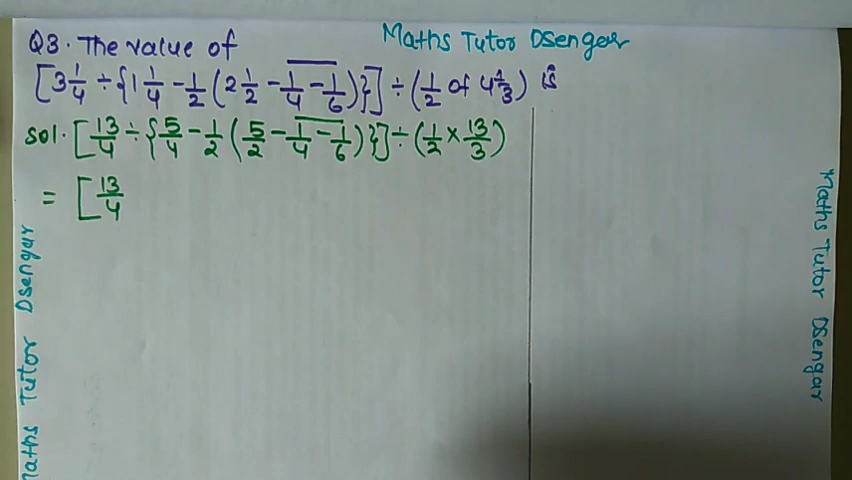 Q3. The value of
Maths Tutor Dsengar
[3 1/4 ÷ {1 1/4 - 1/2 (2 1/2 - \overline{1/4 - 1/6})}] ÷ (1/2 of 4 1/3) is
Sol. [13/4 ÷ {5/4 - 1/2 (5/2 - \overline{1/4 - 1/6})}] ÷ (1/2 × 13/3)
= [13/4
Maths Tutor Dsengar
Maths Tutor Dsengar